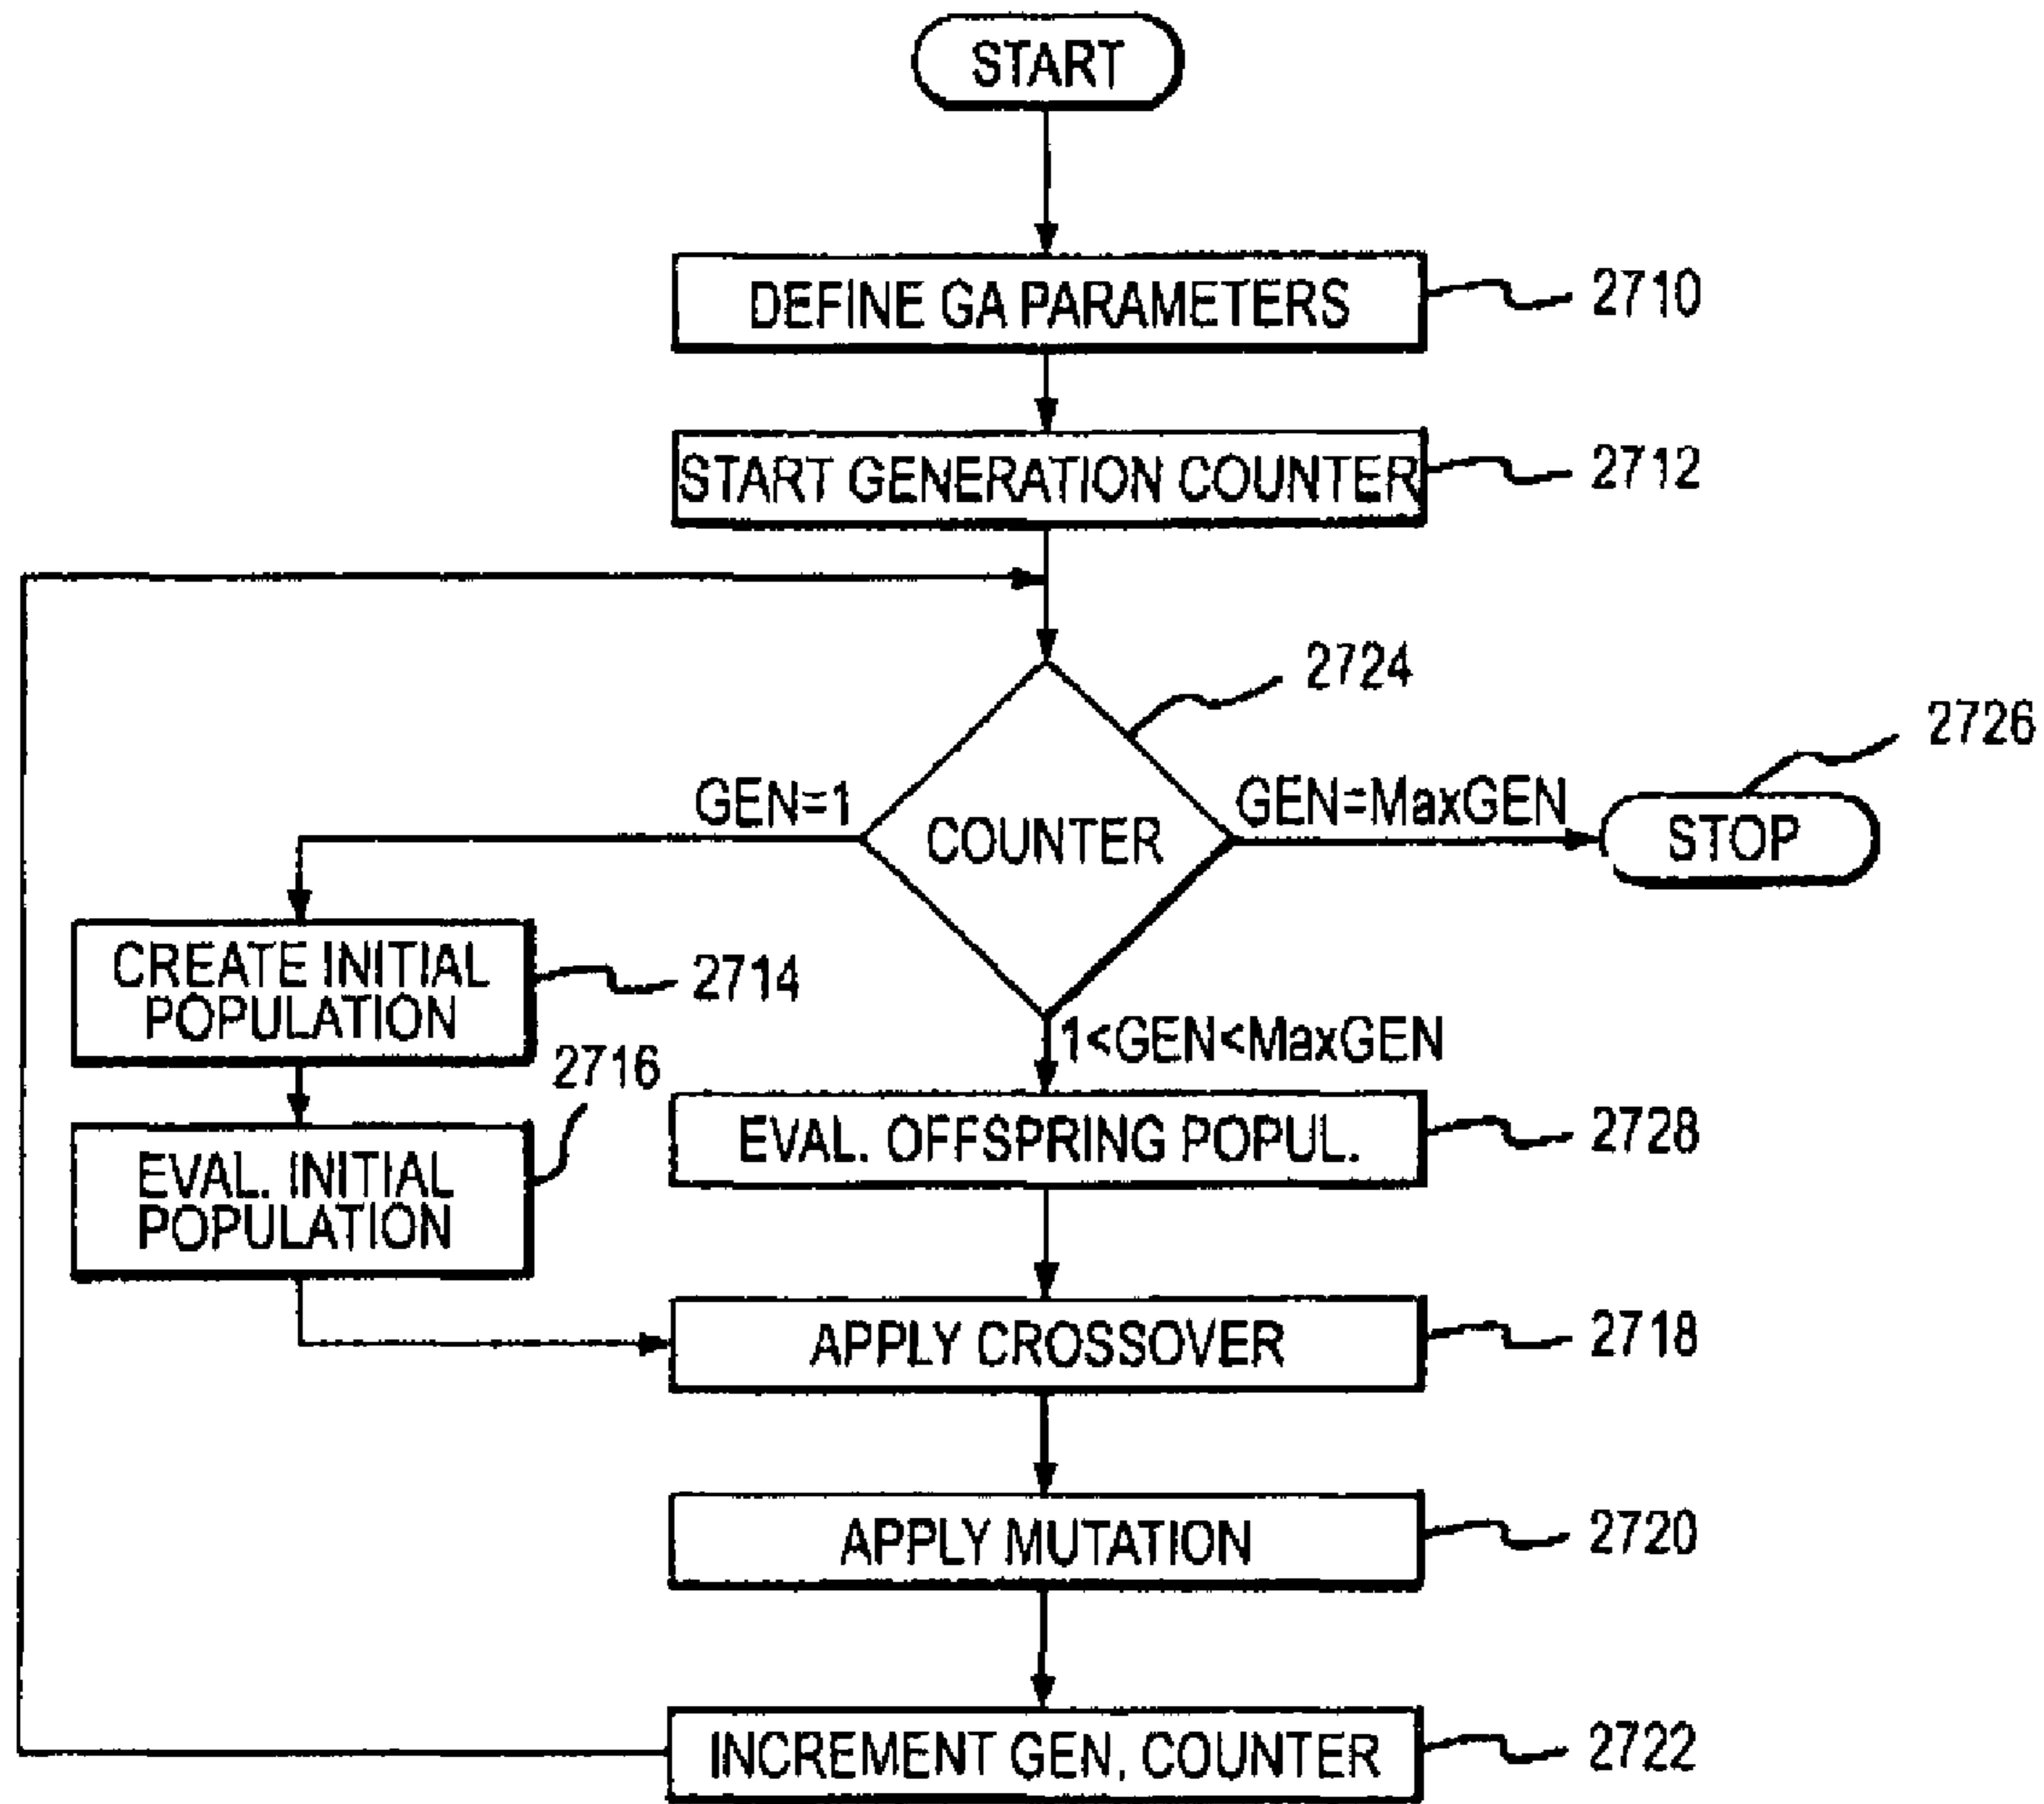 START
DEFINE GA PARAMETERS
2710
START GENERATION COUNTER
2712
2724
2726
GEN=1
COUNTER
GEN=MaxGEN
STOP
CREATE INITIAL
POPULATION
2714
1<GEN<MaxGEN
2716
EVAL. INITIAL
POPULATION
EVAL. OFFSPRING POPUL.
2728
APPLY CROSSOVER
2718
APPLY MUTATION
2720
INCREMENT GEN. COUNTER
2722